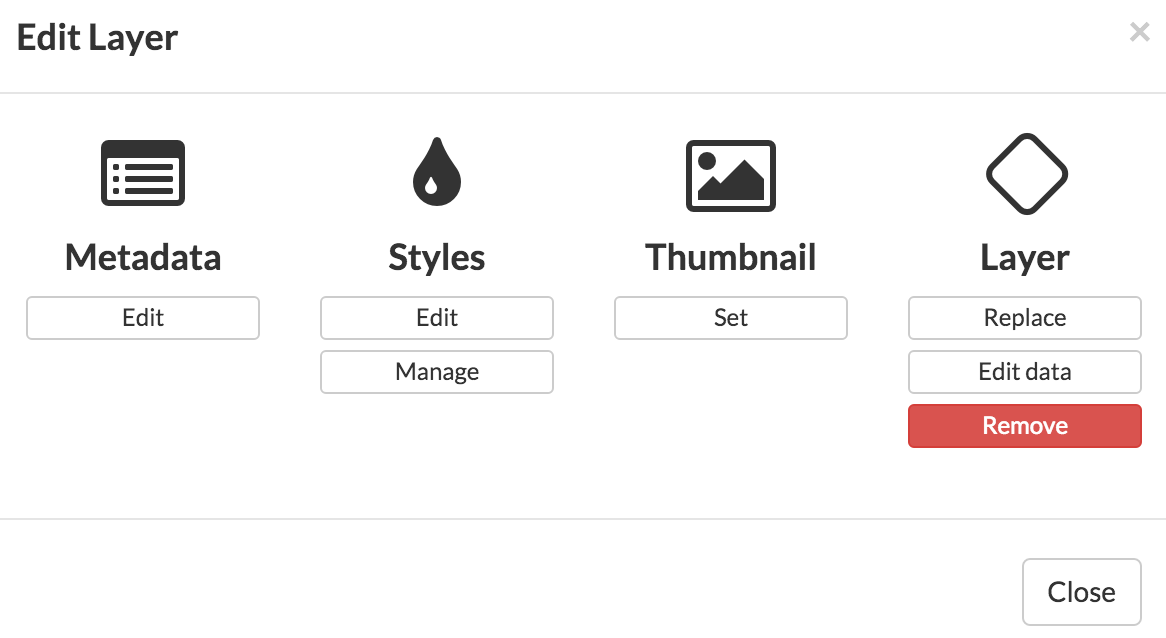 Edit Layer
×
Metadata
Edit
Styles
Edit
Manage
Thumbnail
Set
Layer
Replace
Edit data
Remove
Close